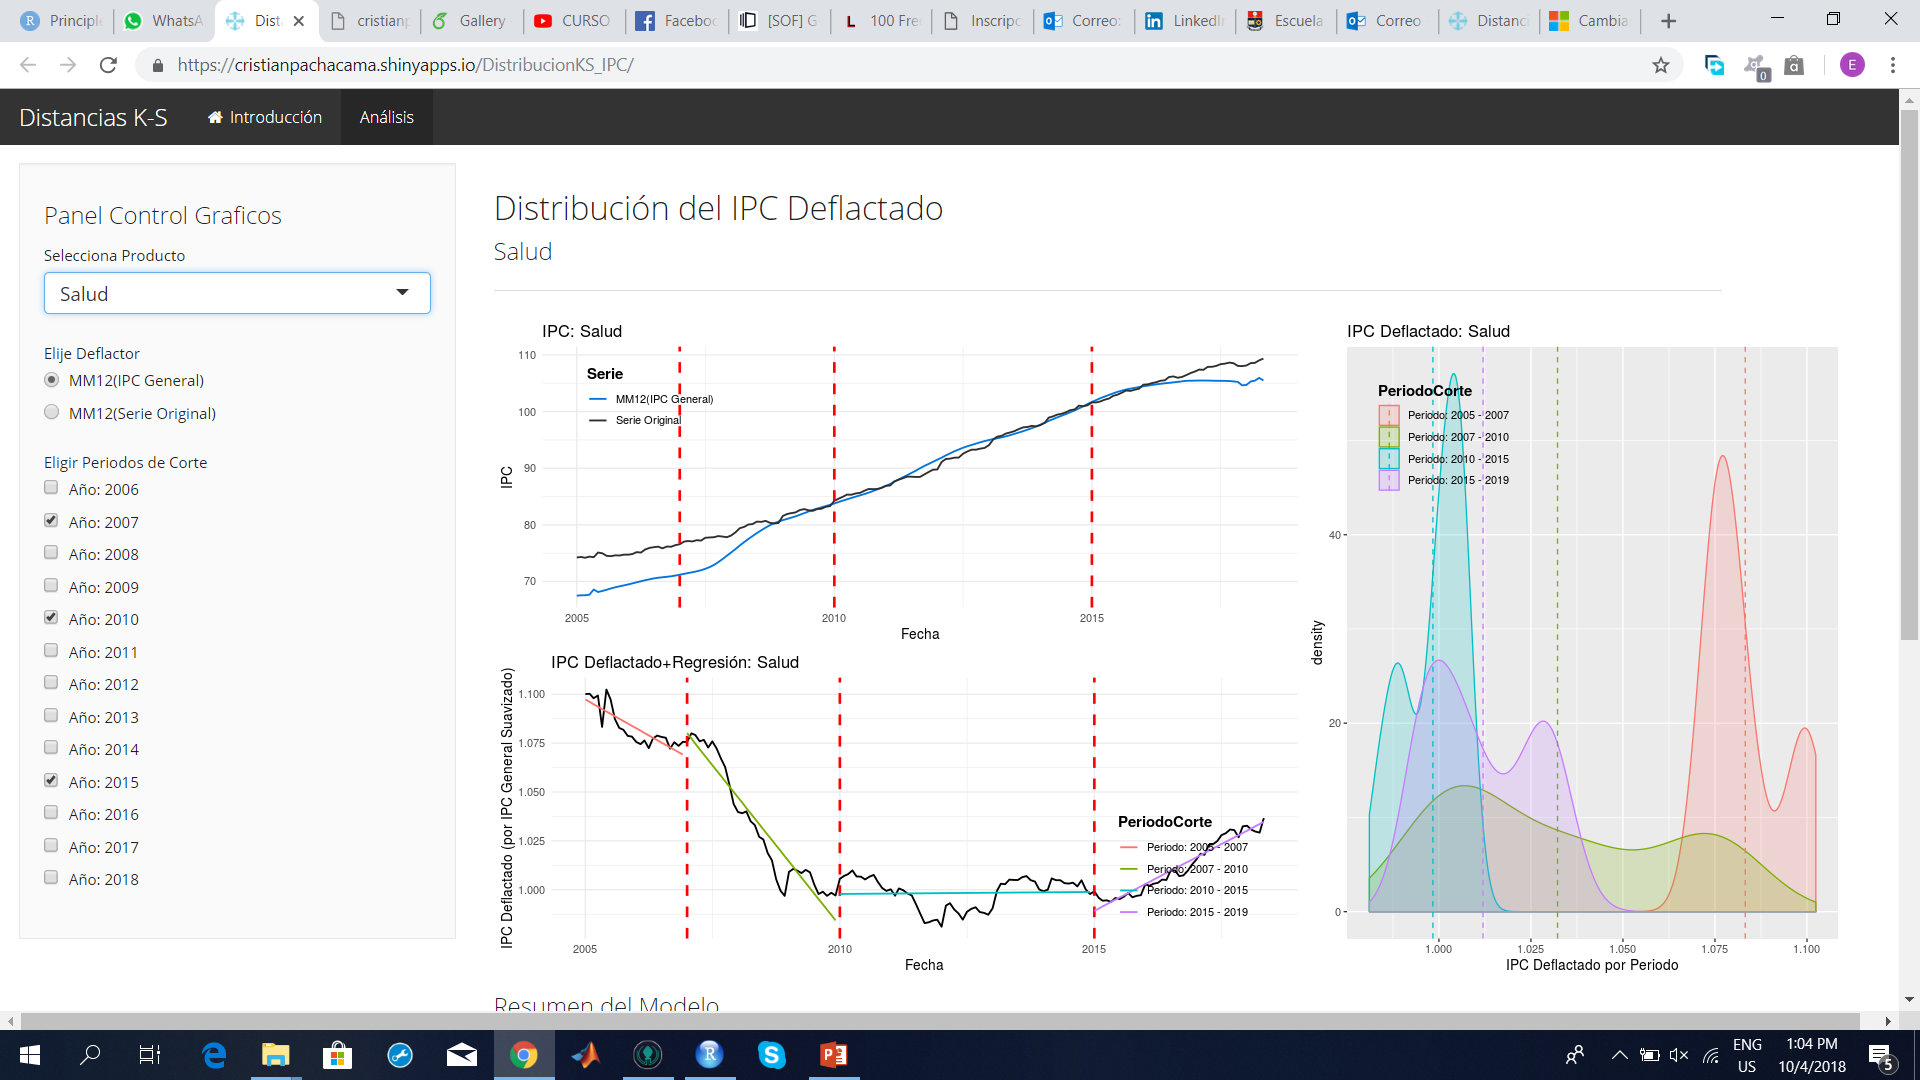 Principl
WhatsA
Dist
cristianp
Gallery
CURSO
Faceboo
[SOF] G
100 Fre
Inscripc
Correo:
LinkedIn
Escuela
Correo
Distanc
Cambia
https://cristianpachacama.shinyapps.io/DistribucionKS_IPC/
0
E
Distancias K-S
Introducción
Análisis
Panel Control Graficos
Selecciona Producto
Salud
Elije Deflactor
MM12(IPC General)
MM12(Serie Original)
Eligir Periodos de Corte
Año: 2006
Año: 2007
Año: 2008
Año: 2009
Año: 2010
Año: 2011
Año: 2012
Año: 2013
Año: 2014
Año: 2015
Año: 2016
Año: 2017
Año: 2018
Distribución del IPC Deflactado
Salud
IPC: Salud
110
100
90
80
70
IPC
Serie
MM12(IPC General)
Serie Original
2005
2010
2015
Fecha
IPC Deflactado+Regresión: Salud
IPC Deflactado (por IPC General Suavizado)
1.100
1.075
1.050
1.025
1.000
PeriodoCorte
Periodo: 2005 - 2007
Periodo: 2007 - 2010
Periodo: 2010 - 2015
Periodo: 2015 - 2019
2005
2010
2015
Fecha
IPC Deflactado: Salud
PeriodoCorte
Periodo: 2005 - 2007
Periodo: 2007 - 2010
Periodo: 2010 - 2015
Periodo: 2015 - 2019
density
40
20
0
1.000
1.025
1.050
1.075
1.100
IPC Deflactado por Periodo
Resumen del Modelo
ENG
US
1:04 PM
10/4/2018
5